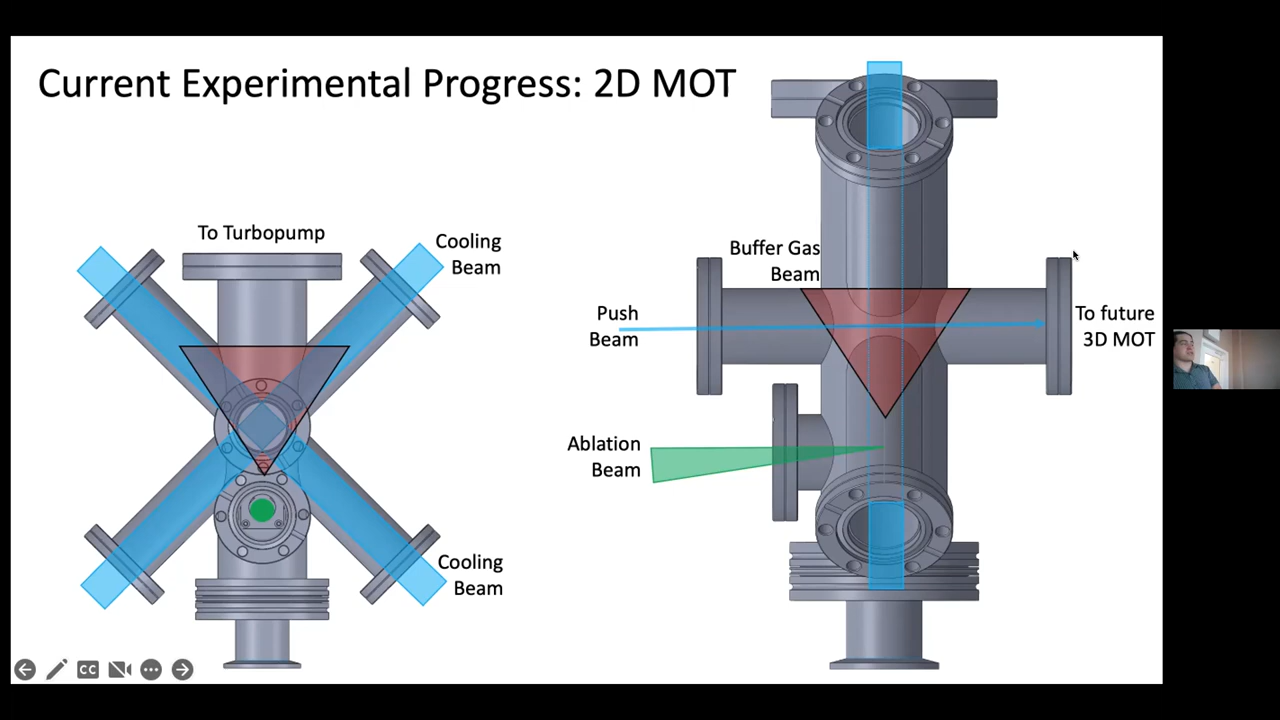 Current Experimental Progress: 2D MOT
To Turbopump
Cooling
Beam
Cooling
Beam
Buffer Gas
Beam
Push
Beam
To future
3D MOT
Ablation
Beam
CC